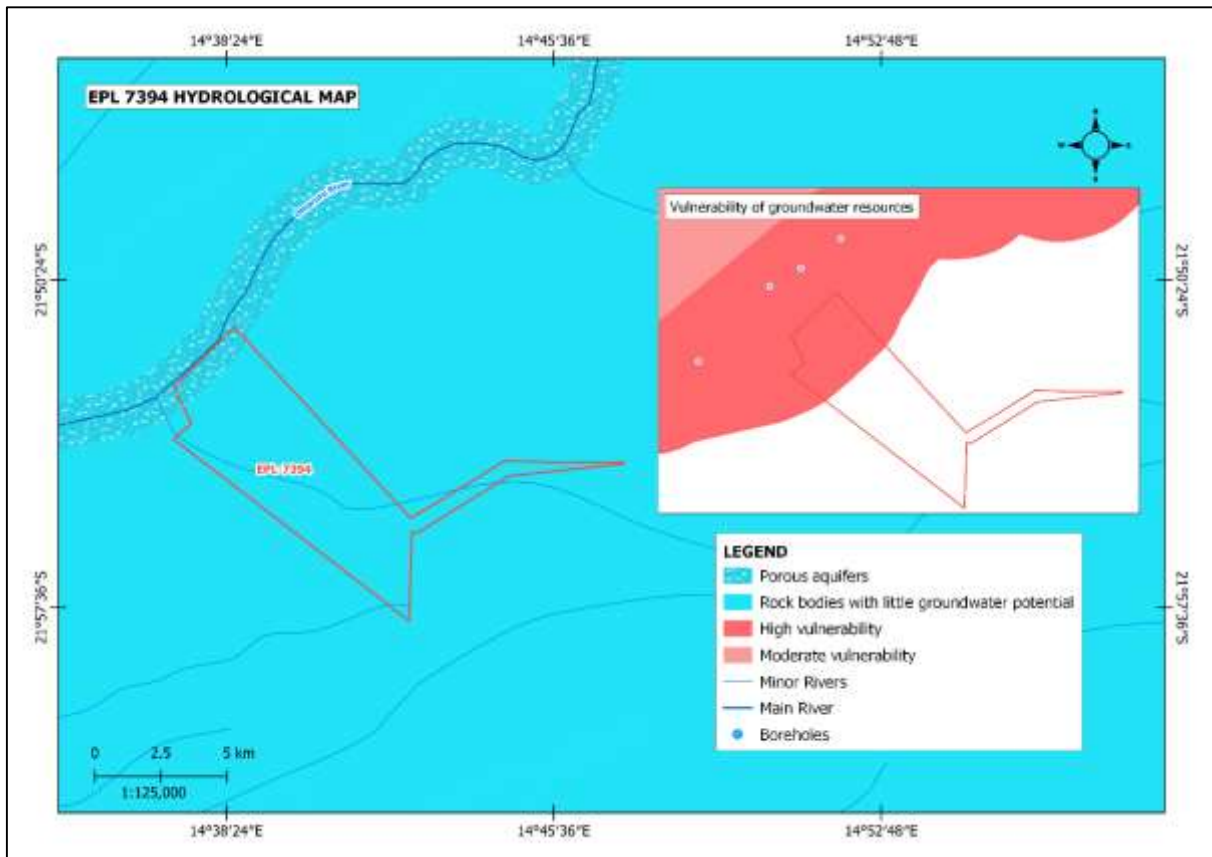 14°38'24"E
14°45'36"E
14°52'48"E
EPL 7394 HYDROLOGICAL MAP
Vulnerability of groundwater resources
21°50'24"S
21°50'24"S
EPL 7394
LEGEND
Porous aquifers
Rock bodies with little groundwater potential
High vulnerability
Moderate vulnerability
Minor Rivers
Main River
Boreholes
21°57'36"S
21°57'36"S
0 2.5 5 km
1:125,000
14°38'24"E
14°45'36"E
14°52'48"E